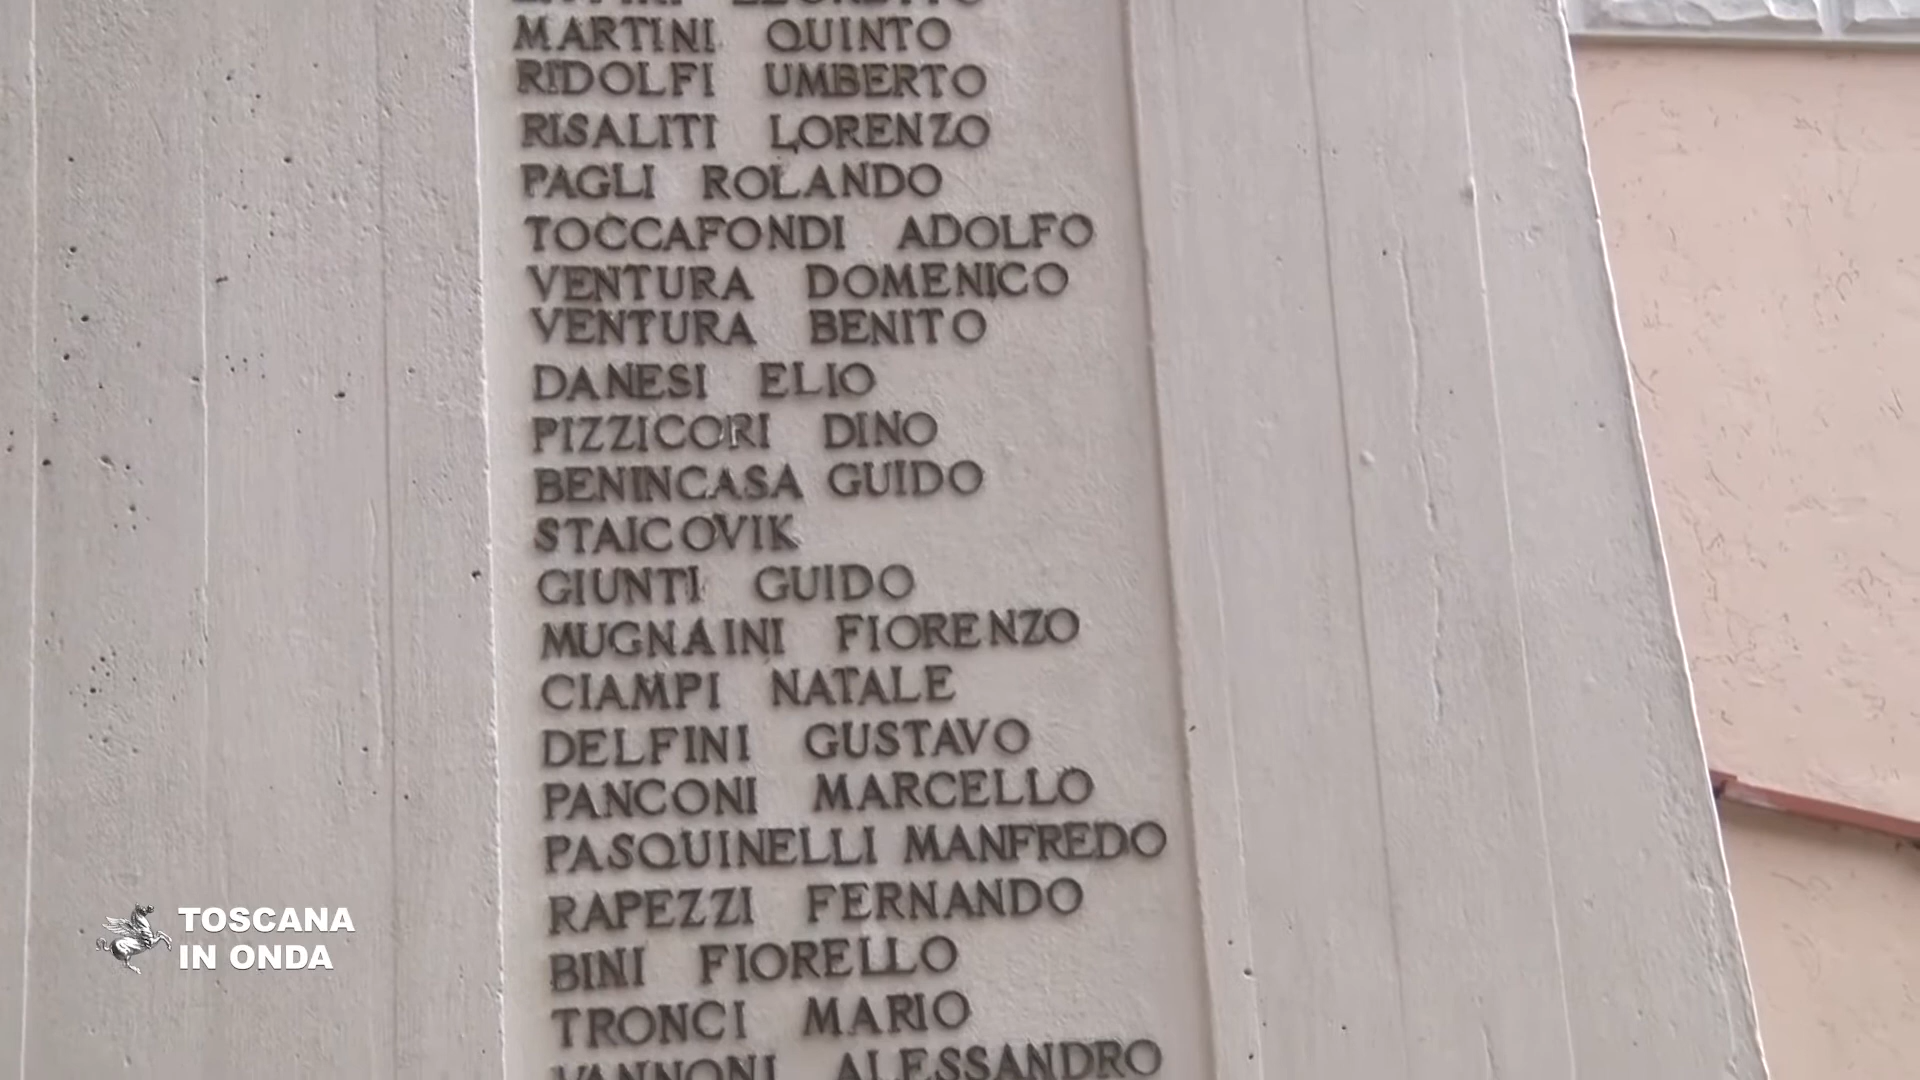 MARTINI QUINTO
RIDOLFI UMBERTO
RISALITI LORENZO
PAGLI ROLANDO
TOCCAFONDI ADOLFO
VENTURA DOMENICO
VENTURA BENITO
DANESI ELIO
PIZZICORI DINO
BENINCASA GUIDO
STAICOVIK
GIUNTI GUIDO
MUGNAINI FIORENZO
CIAMPI NATALE
DELFINI GUSTAVO
PANCONI MARCELLO
PASQUINELLI MANFREDO
RAPEZZI FERNANDO
BINI FIORELLO
TRONCI MARIO
VANNONI ALESSANDRO
TOSCANA
IN ONDA